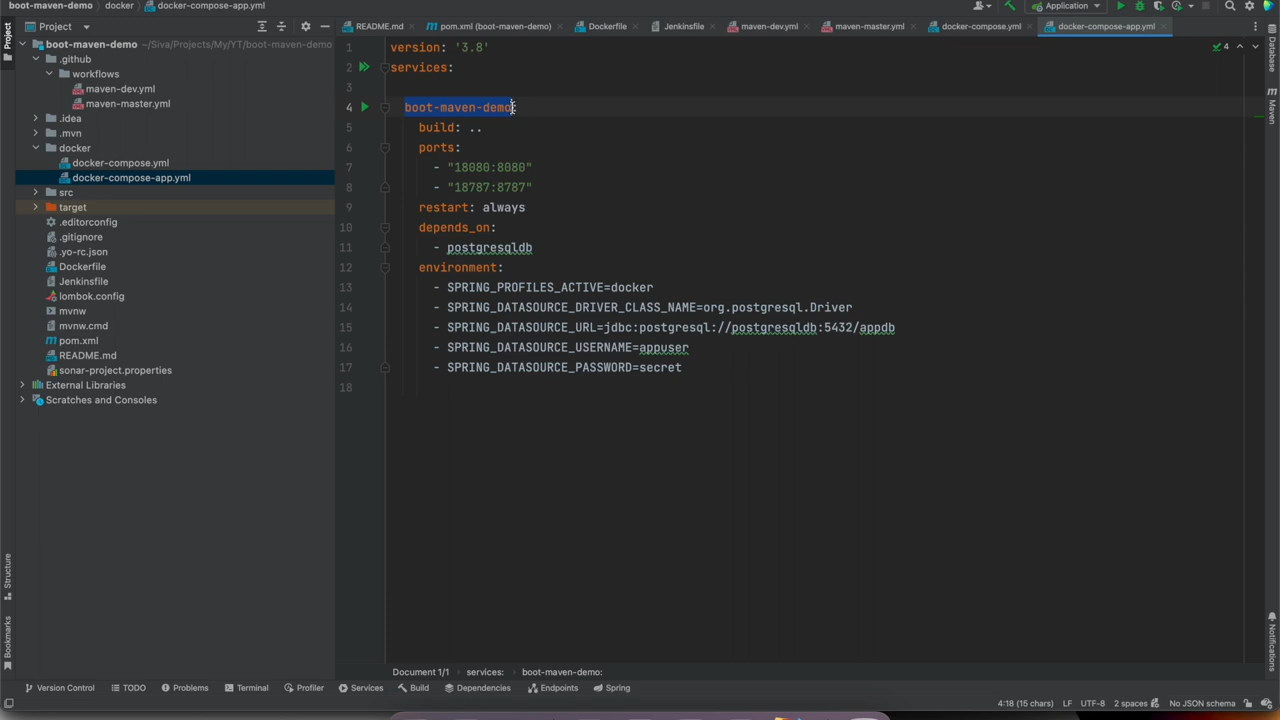 boot-maven-demo
docker
docker-compose-app.yml
Application
Project
README.md
pom.xml (boot-maven-demo)
Dockerfile
Jenkinsfile
maven-dev.yml
maven-master.yml
docker-compose.yml
docker-compose-app.yml
Project
boot-maven-demo ~/Siva/Projects/My/YT/boot-maven-demo
.github
workflows
maven-dev.yml
maven-master.yml
.idea
.mvn
docker
docker-compose.yml
docker-compose-app.yml
src
target
.editorconfig
.gitignore
.yo-rc.json
Dockerfile
Jenkinsfile
lombok.config
mvnw
mvnw.cmd
pom.xml
README.md
sonar-project.properties
External Libraries
Scratches and Consoles
Structure
Bookmarks
1 version: '3.8'
2 services:
3
4 boot-maven-demo:
5 build: ..
6 ports:
7 - "18080:8080"
8 - "18787:8787"
9 restart: always
10 depends_on:
11 - postgresqldb
12 environment:
13 - SPRING_PROFILES_ACTIVE=docker
14 - SPRING_DATASOURCE_DRIVER_CLASS_NAME=org.postgresql.Driver
15 - SPRING_DATASOURCE_URL=jdbc:postgresql://postgresqldb:5432/appdb
16 - SPRING_DATASOURCE_USERNAME=appuser
17 - SPRING_DATASOURCE_PASSWORD=secret
18
4
Database
m
Maven
Notifications
Document 1/1
services:
boot-maven-demo:
Version Control
TODO
Problems
Terminal
Profiler
Services
Build
Dependencies
Endpoints
Spring
4:18 (15 chars)
LF
UTF-8
2 spaces
No JSON schema